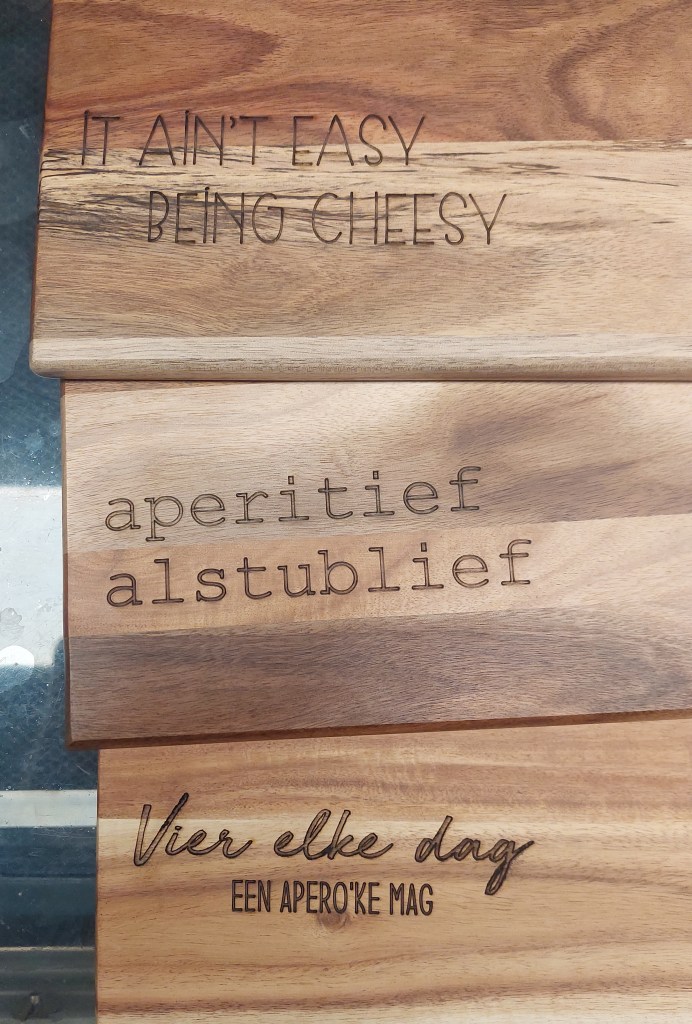 IT AIN'T EASY
BEING CHEESY
aperitief
alstublief
Vier elke dag
EEN APERO'KE MAG